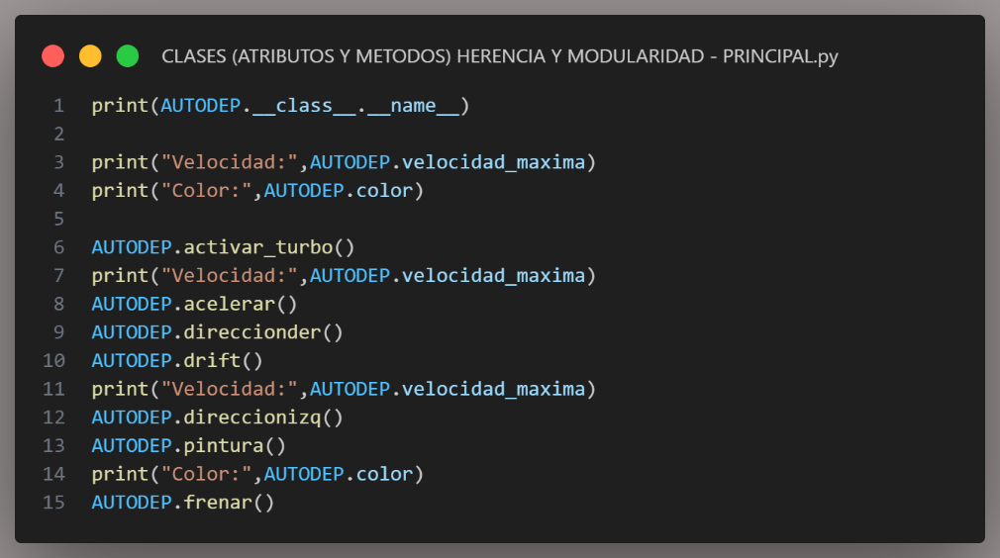 CLASES (ATRIBUTOS Y METODOS) HERENCIA Y MODULARIDAD - PRINCIPAL.py
1 print(AUTODEP.__class__.__name__)
2
3 print("Velocidad:",AUTODEP.velocidad_maxima)
4 print("Color:",AUTODEP.color)
5
6 AUTODEP.activar_turbo()
7 print("Velocidad:",AUTODEP.velocidad_maxima)
8 AUTODEP.acelerar()
9 AUTODEP.direccionder()
10 AUTODEP.drift()
11 print("Velocidad:",AUTODEP.velocidad_maxima)
12 AUTODEP.direccionizq()
13 AUTODEP.pintura()
14 print("Color:",AUTODEP.color)
15 AUTODEP.frenar()